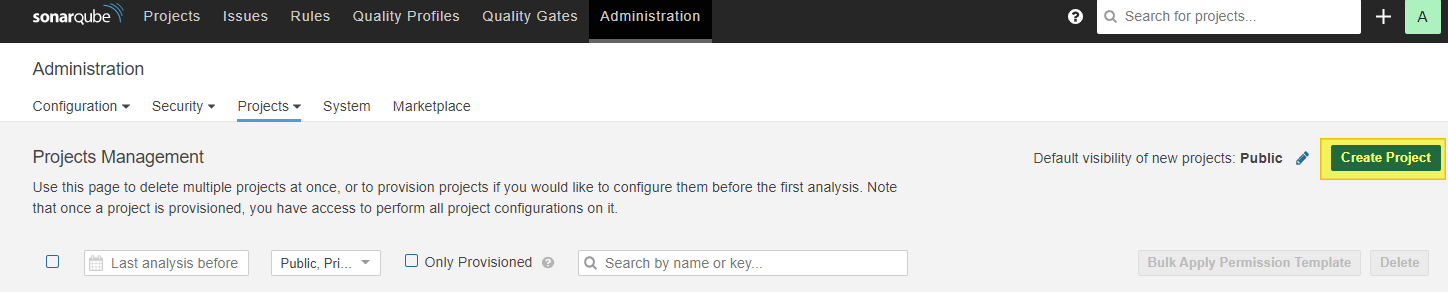 sonarqube Projects Issues Rules Quality Profiles Quality Gates Administration ? Search for projects... + A
Administration
Configuration Security Projects System Marketplace
Projects Management Default visibility of new projects: Public Create Project
Use this page to delete multiple projects at once, or to provision projects if you would like to configure them before the first analysis. Note
that once a project is provisioned, you have access to perform all project configurations on it.
Last analysis before Public, Pri... Only Provisioned ? Search by name or key... Bulk Apply Permission Template Delete